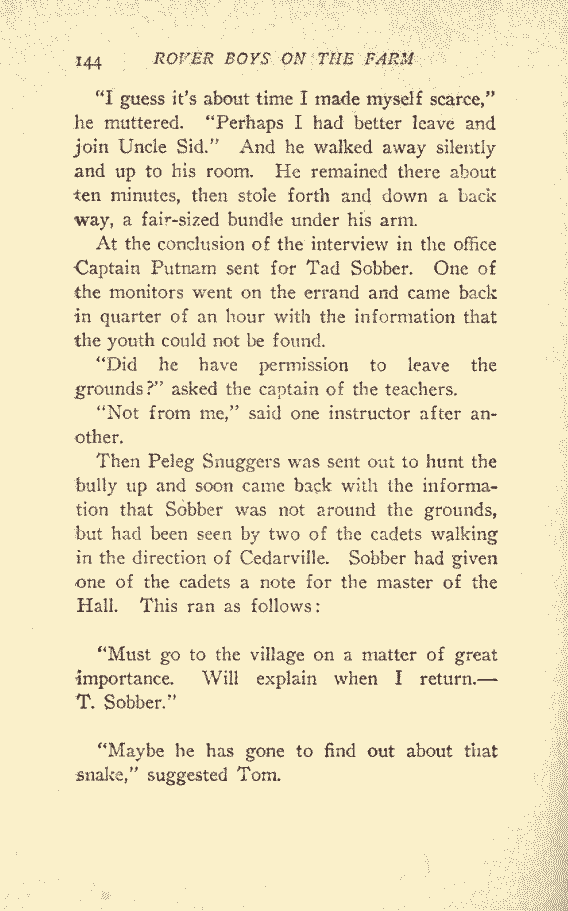 144 ROVER BOYS ON THE FARM
“I guess it's about time I made myself scarce,”
he muttered. “Perhaps I had better leave and
join Uncle Sid.” And he walked away silently
and up to his room. He remained there about
ten minutes, then stole forth and down a back
way, a fair-sized bundle under his arm.
At the conclusion of the interview in the office
Captain Putnam sent for Tad Sobber. One of
the monitors went on the errand and came back
in quarter of an hour with the information that
the youth could not be found.
“Did he have permission to leave the
grounds?” asked the captain of the teachers.
“Not from me,” said one instructor after an-
other.
Then Peleg Snuggers was sent out to hunt the
bully up and soon came back with the informa-
tion that Sobber was not around the grounds,
but had been seen by two of the cadets walking
in the direction of Cedarville. Sobber had given
one of the cadets a note for the master of the
Hall. This ran as follows:
“Must go to the village on a matter of great
importance. Will explain when I return.—
T. Sobber.”
“Maybe he has gone to find out about that
snake,” suggested Tom.